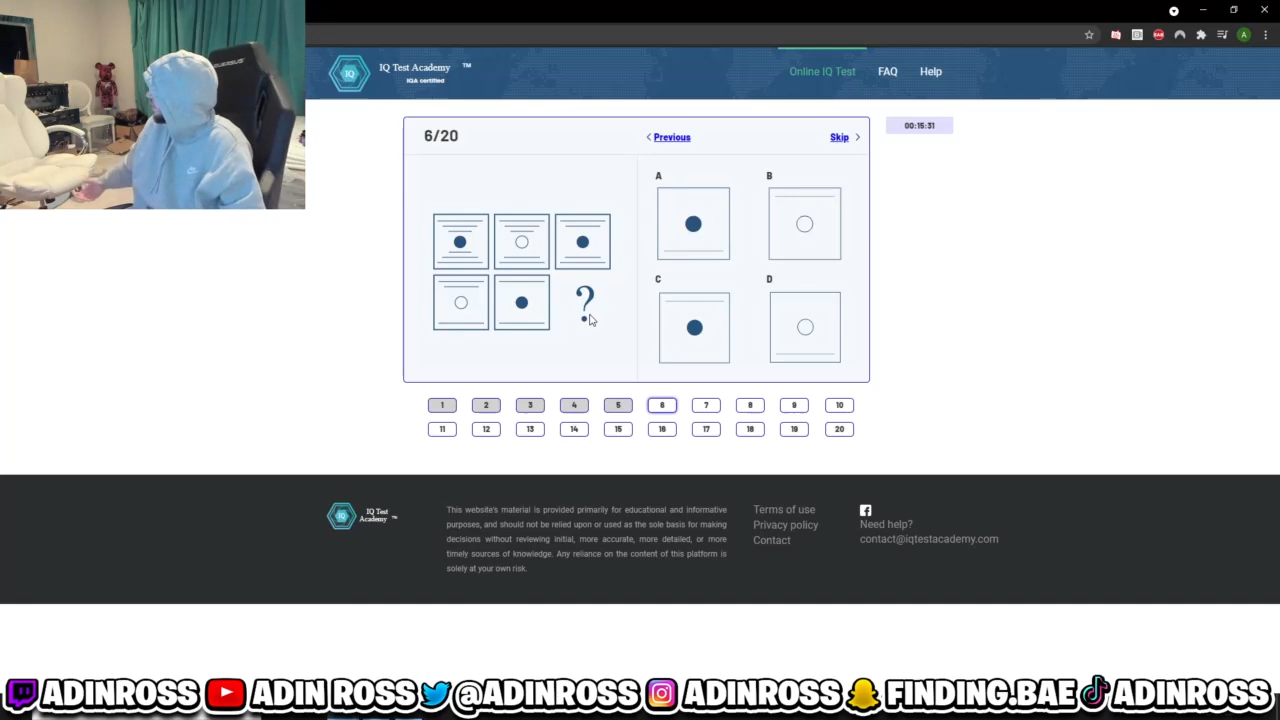 IQ Test Academy ™
IQA certified
Online IQ Test FAQ Help
6/20
Previous
Skip
00:15:31
A
B
C
D
?
1 2 3 4 5 6 7 8 9 10
11 12 13 14 15 16 17 18 19 20
IQ Test
Academy ™
This website's material is provided primarily for educational and informative
purposes, and should not be relied upon or used as the sole basis for making
decisions without reviewing initial, more accurate, more detailed, or more
timely sources of knowledge. Any reliance on the content of this platform is
solely at your own risk.
Terms of use
Privacy policy
Contact
Need help?
contact@iqtestacademy.com
ADINROSS ADIN ROSS @ADINROSS ADINROSS FINDING.BAE ADINROSS